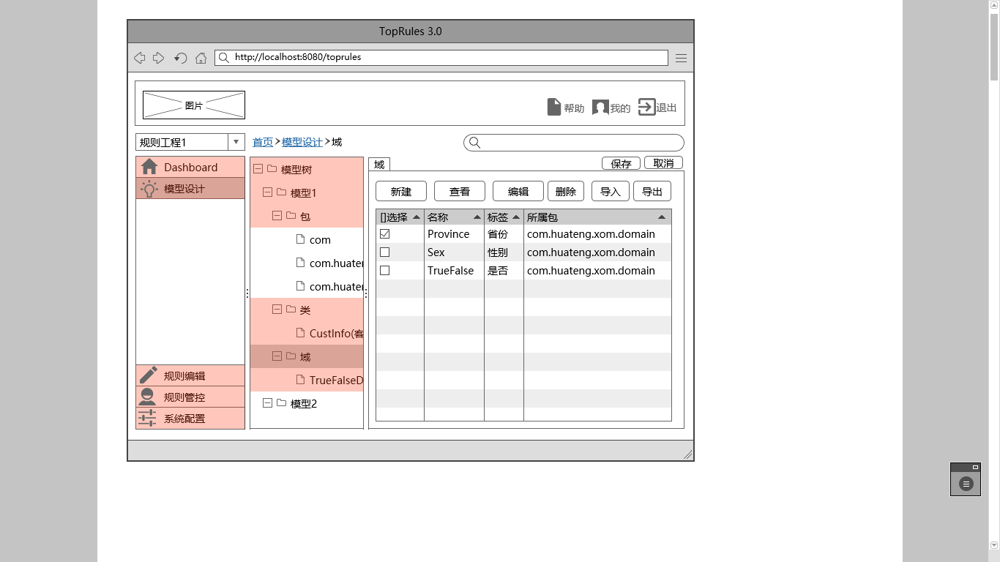 TopRules 3.0
http://localhost:8080/toprules
图片
帮助 我的 退出
规则工程1
首页>模型设计>域
Dashboard
模型设计
规则编辑
规则管控
系统配置
模型树
模型1
包
com
com.huater
com.huater
类
CustInfo(客
域
TrueFalseD
模型2
域
保存 取消
新建 查看 编辑 删除 导入 导出
[]选择 名称 标签 所属包
Province 省份 com.huateng.xom.domain
Sex 性别 com.huateng.xom.domain
TrueFalse 是否 com.huateng.xom.domain